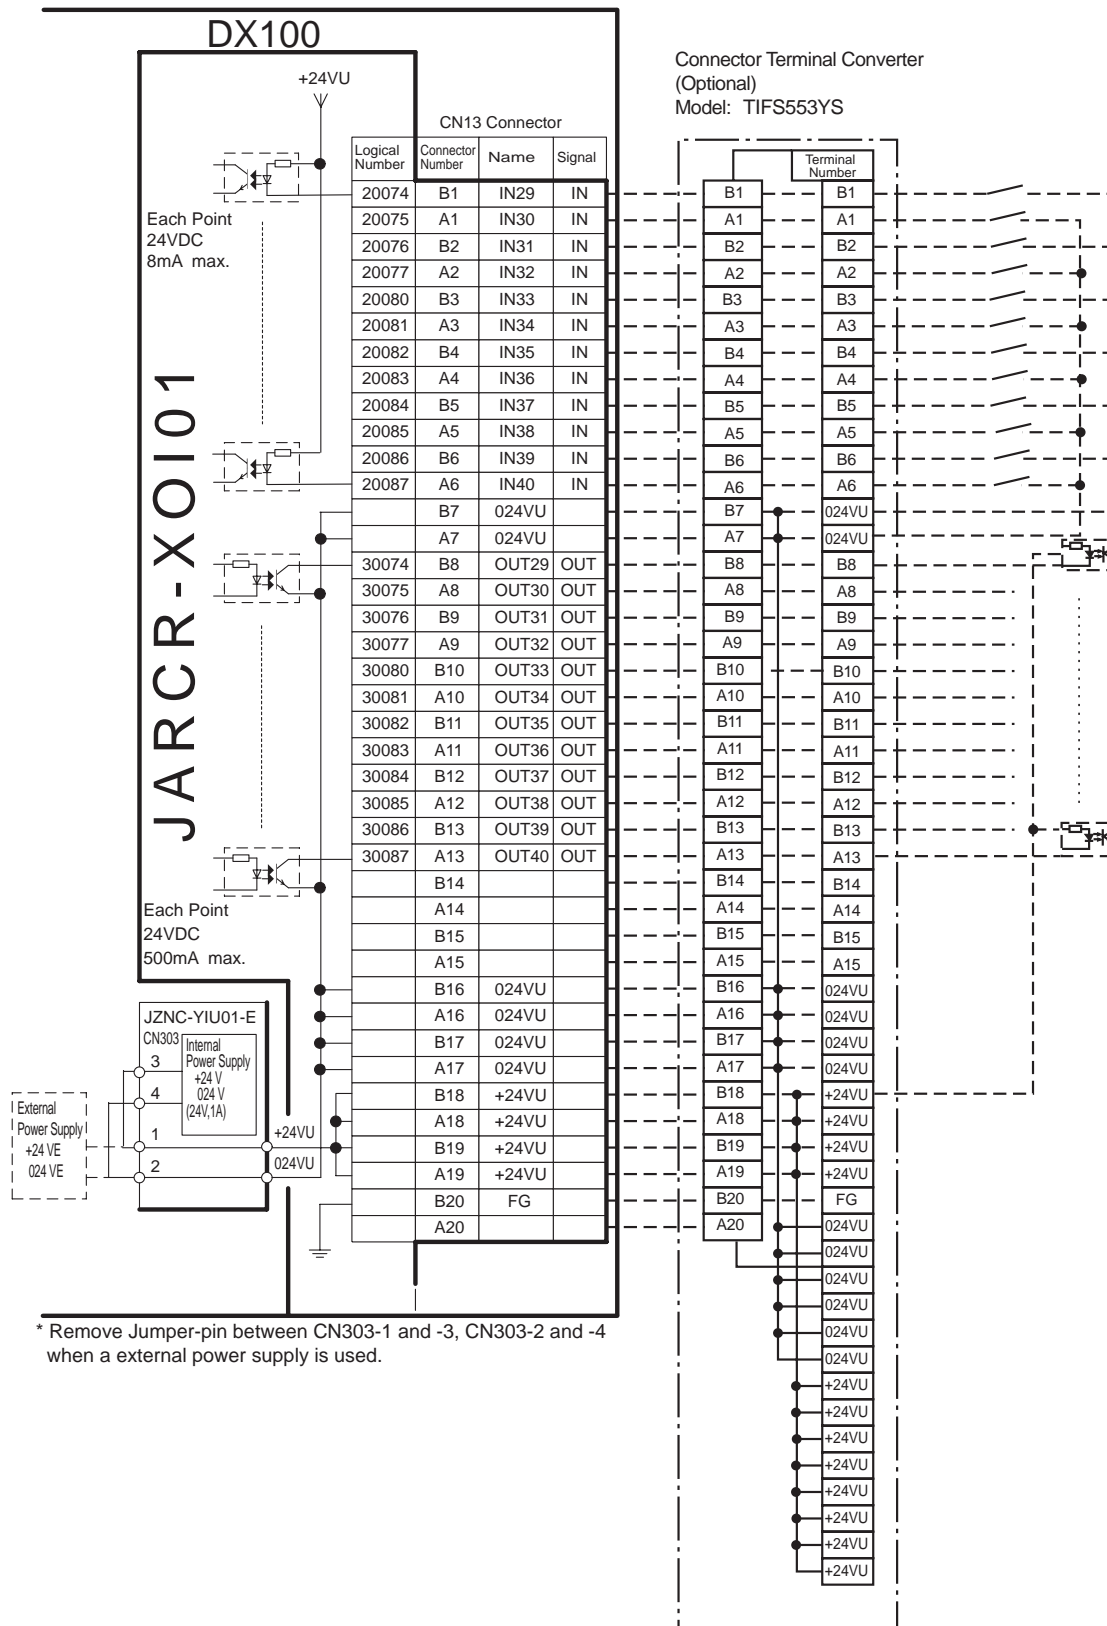 DX100
+24VU
Connector Terminal Converter
(Optional)
Model: TIFS553YS
CN13 Connector
Logical Number Connector Number Name Signal
Terminal Number
20074 B1 IN29 IN B1 B1
20075 A1 IN30 IN A1 A1
20076 B2 IN31 IN B2 B2
20077 A2 IN32 IN A2 A2
20080 B3 IN33 IN B3 B3
20081 A3 IN34 IN A3 A3
20082 B4 IN35 IN B4 B4
20083 A4 IN36 IN A4 A4
20084 B5 IN37 IN B5 B5
20085 A5 IN38 IN A5 A5
20086 B6 IN39 IN B6 B6
20087 A6 IN40 IN A6 A6
B7 024VU B7 024VU
A7 024VU A7 024VU
30074 B8 OUT29 OUT B8 B8
30075 A8 OUT30 OUT A8 A8
30076 B9 OUT31 OUT B9 B9
30077 A9 OUT32 OUT A9 A9
30080 B10 OUT33 OUT B10 B10
30081 A10 OUT34 OUT A10 A10
30082 B11 OUT35 OUT B11 B11
30083 A11 OUT36 OUT A11 A11
30084 B12 OUT37 OUT B12 B12
30085 A12 OUT38 OUT A12 A12
30086 B13 OUT39 OUT B13 B13
30087 A13 OUT40 OUT A13 A13
B14 B14 B14
A14 A14 A14
B15 B15 B15
A15 A15 A15
B16 024VU B16 024VU
A16 024VU A16 024VU
B17 024VU B17 024VU
A17 024VU A17 024VU
B18 +24VU B18 +24VU
A18 +24VU A18 +24VU
B19 +24VU B19 +24VU
A19 +24VU A19 +24VU
B20 FG B20 FG
A20 A20 024VU
024VU
024VU
024VU
024VU
024VU
+24VU
+24VU
+24VU
+24VU
+24VU
+24VU
+24VU
+24VU
Each Point
24VDC
8mA max.
JARCR-XOI01
Each Point
24VDC
500mA max.
JZNC-YIU01-E
CN303
Internal
Power Supply
+24 V
024 V
(24V,1A)
3
4
1
2
+24VU
024VU
External
Power Supply
+24 VE
024 VE
* Remove Jumper-pin between CN303-1 and -3, CN303-2 and -4
when a external power supply is used.